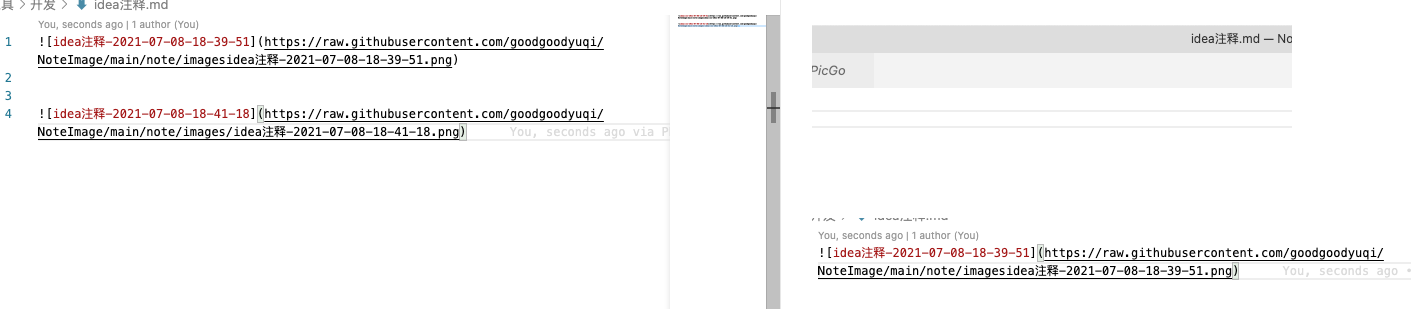 具 > 开发 > idea注释.md
You, seconds ago | 1 author (You)
1 ![idea注释-2021-07-08-18-39-51](https://raw.githubusercontent.com/goodgoodyuqi/
NoteImage/main/note/imagesidea注释-2021-07-08-18-39-51.png)
2
3
4 ![idea注释-2021-07-08-18-41-18](https://raw.githubusercontent.com/goodgoodyuqi/
NoteImage/main/note/images/idea注释-2021-07-08-18-41-18.png) You, seconds ago via P
idea注释.md — No
PicGo
开发 > idea注释.md
You, seconds ago | 1 author (You)
![idea注释-2021-07-08-18-39-51](https://raw.githubusercontent.com/goodgoodyuqi/
NoteImage/main/note/imagesidea注释-2021-07-08-18-39-51.png) You, seconds ago •